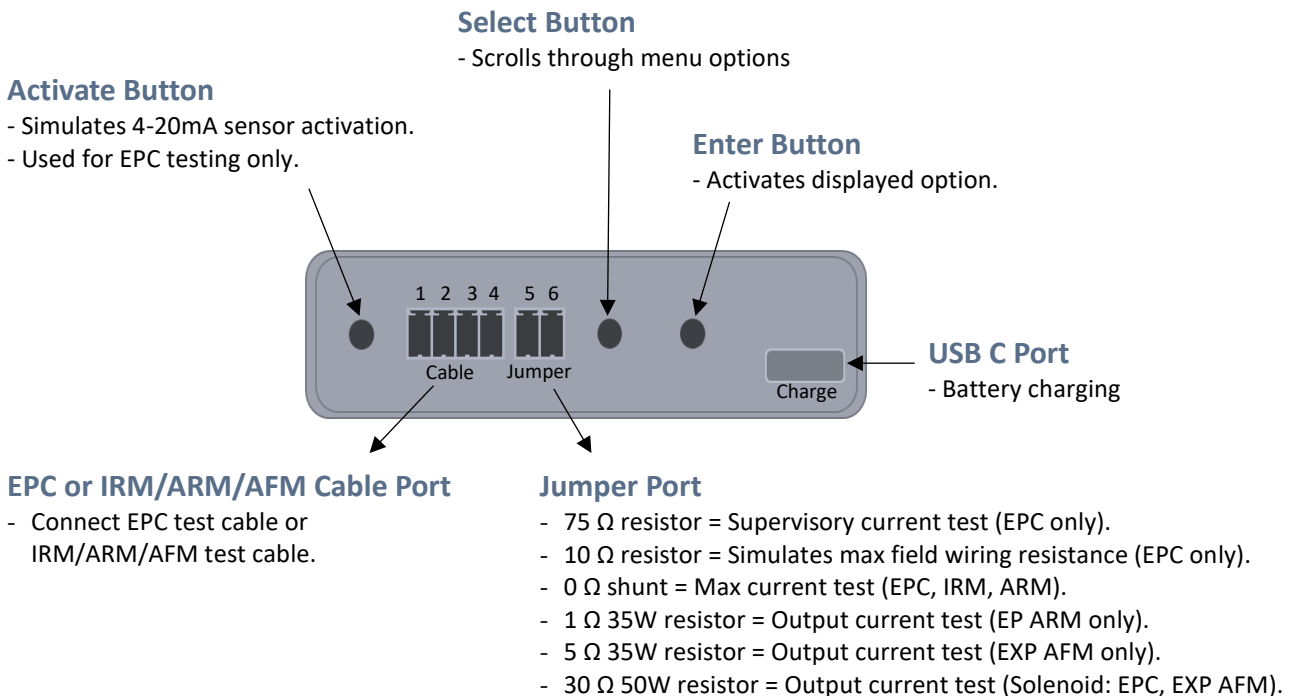 Select Button
- Scrolls through menu options
Activate Button
- Simulates 4-20mA sensor activation.
- Used for EPC testing only.
Enter Button
- Activates displayed option.
1 2 3 4 5 6
Cable Jumper
Charge
USB C Port
- Battery charging
EPC or IRM/ARM/AFM Cable Port
- Connect EPC test cable or
IRM/ARM/AFM test cable.
Jumper Port
- 75 Ω resistor = Supervisory current test (EPC only).
- 10 Ω resistor = Simulates max field wiring resistance (EPC only).
- 0 Ω shunt = Max current test (EPC, IRM, ARM).
- 1 Ω 35W resistor = Output current test (EP ARM only).
- 5 Ω 35W resistor = Output current test (EXP AFM only).
- 30 Ω 50W resistor = Output current test (Solenoid: EPC, EXP AFM).